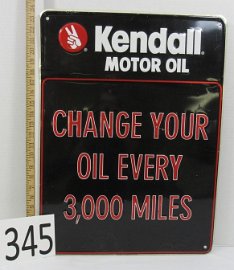 Kendall
MOTOR OIL
CHANGE YOUR
OIL EVERY
3,000 MILES
345